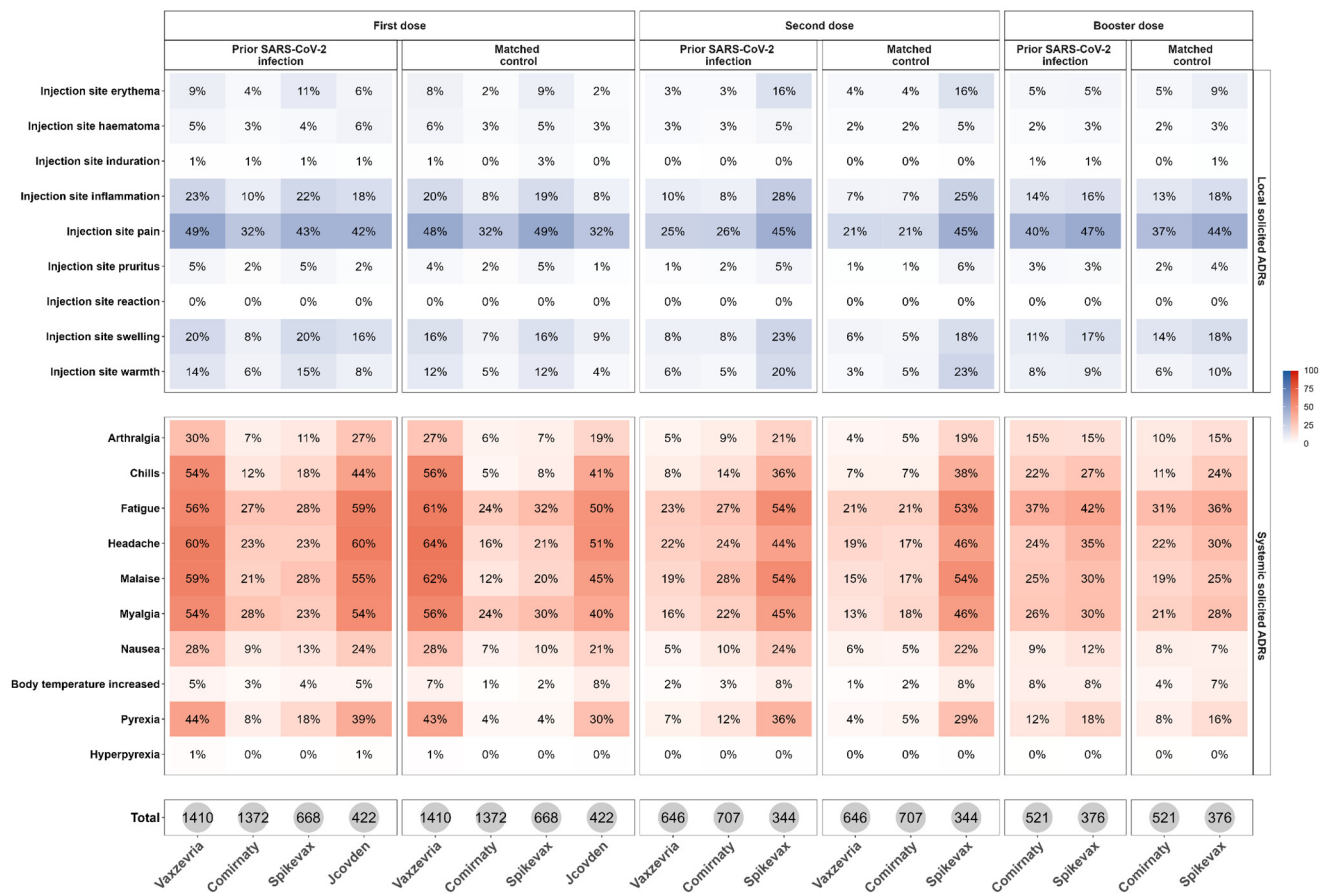 First dose Second dose Booster dose
Prior SARS-CoV-2 infection Matched control Prior SARS-CoV-2 infection Matched control Prior SARS-CoV-2 infection Matched control
Injection site erythema 9% 4% 11% 6% 8% 2% 9% 2% 3% 3% 16% 4% 4% 16% 5% 5% 5% 9%
Injection site haematoma 5% 3% 4% 6% 6% 3% 5% 3% 3% 3% 5% 2% 2% 5% 2% 3% 2% 3%
Injection site induration 1% 1% 1% 1% 1% 0% 3% 0% 0% 0% 0% 0% 0% 0% 1% 1% 0% 1%
Injection site inflammation 23% 10% 22% 18% 20% 8% 19% 8% 10% 8% 28% 7% 7% 25% 14% 16% 13% 18%
Injection site pain 49% 32% 43% 42% 48% 32% 49% 32% 25% 26% 45% 21% 21% 45% 40% 47% 37% 44%
Injection site pruritus 5% 2% 5% 2% 4% 2% 5% 1% 1% 2% 5% 1% 1% 6% 3% 3% 2% 4%
Injection site reaction 0% 0% 0% 0% 0% 0% 0% 0% 0% 0% 0% 0% 0% 0% 0% 0% 0% 0%
Injection site swelling 20% 8% 20% 16% 16% 7% 16% 9% 8% 8% 23% 6% 5% 18% 11% 17% 14% 18%
Injection site warmth 14% 6% 15% 8% 12% 5% 12% 4% 6% 5% 20% 3% 5% 23% 8% 9% 6% 10%
Local solicited ADRs
100
75
50
25
0
Arthralgia 30% 7% 11% 27% 27% 6% 7% 19% 5% 9% 21% 4% 5% 19% 15% 15% 10% 15%
Chills 54% 12% 18% 44% 56% 5% 8% 41% 8% 14% 36% 7% 7% 38% 22% 27% 11% 24%
Fatigue 56% 27% 28% 59% 61% 24% 32% 50% 23% 27% 54% 21% 21% 53% 37% 42% 31% 36%
Headache 60% 23% 23% 60% 64% 16% 21% 51% 22% 24% 44% 19% 17% 46% 24% 35% 22% 30%
Malaise 59% 21% 28% 55% 62% 12% 20% 45% 19% 28% 54% 15% 17% 54% 25% 30% 19% 25%
Myalgia 54% 28% 23% 54% 56% 24% 30% 40% 16% 22% 45% 13% 18% 46% 26% 30% 21% 28%
Nausea 28% 9% 13% 24% 28% 7% 10% 21% 5% 10% 24% 6% 5% 22% 9% 12% 8% 7%
Body temperature increased 5% 3% 4% 5% 7% 1% 2% 8% 2% 3% 8% 1% 2% 8% 8% 8% 4% 7%
Pyrexia 44% 8% 18% 39% 43% 4% 4% 30% 7% 12% 36% 4% 5% 29% 12% 18% 8% 16%
Hyperpyrexia 1% 0% 0% 1% 1% 0% 0% 0% 0% 0% 0% 0% 0% 0% 0% 0% 0% 0%
Systemic solicited ADRs
Total 1410 1372 668 422 1410 1372 668 422 646 707 344 646 707 344 521 376 521 376
Vaxzevria Comirnaty Spikevax Jcovden Vaxzevria Comirnaty Spikevax Jcovden Vaxzevria Comirnaty Spikevax Vaxzevria Comirnaty Spikevax Comirnaty Spikevax Comirnaty Spikevax